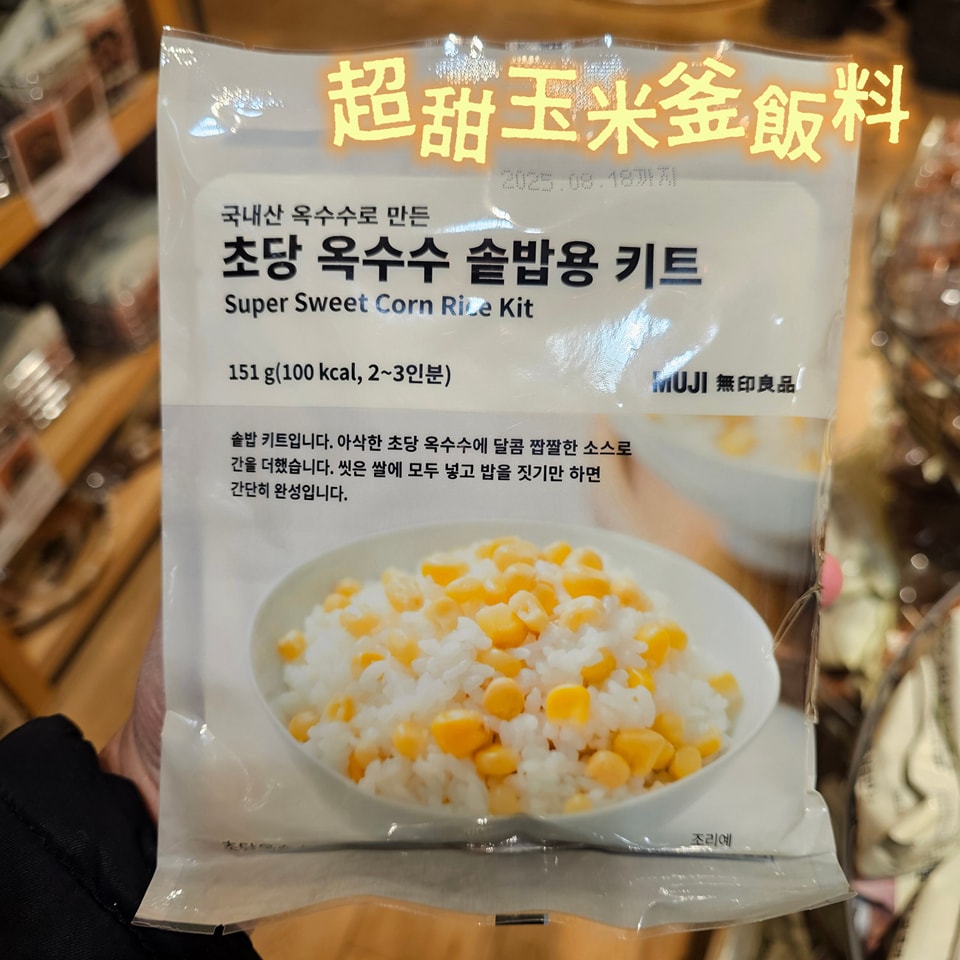 超甜玉米釜飯料
2025.08.18까지
국내산 옥수수로 만든
초당 옥수수 솥밥용 키트
Super Sweet Corn Rice Kit
151 g(100 kcal, 2~3인분)
MUJI 無印良品
솥밥 키트입니다. 아삭한 초당 옥수수에 달콤 짭짤한 소스로
간을 더했습니다. 씻은 쌀에 모두 넣고 밥을 짓기만 하면
간단히 완성입니다.
조리예